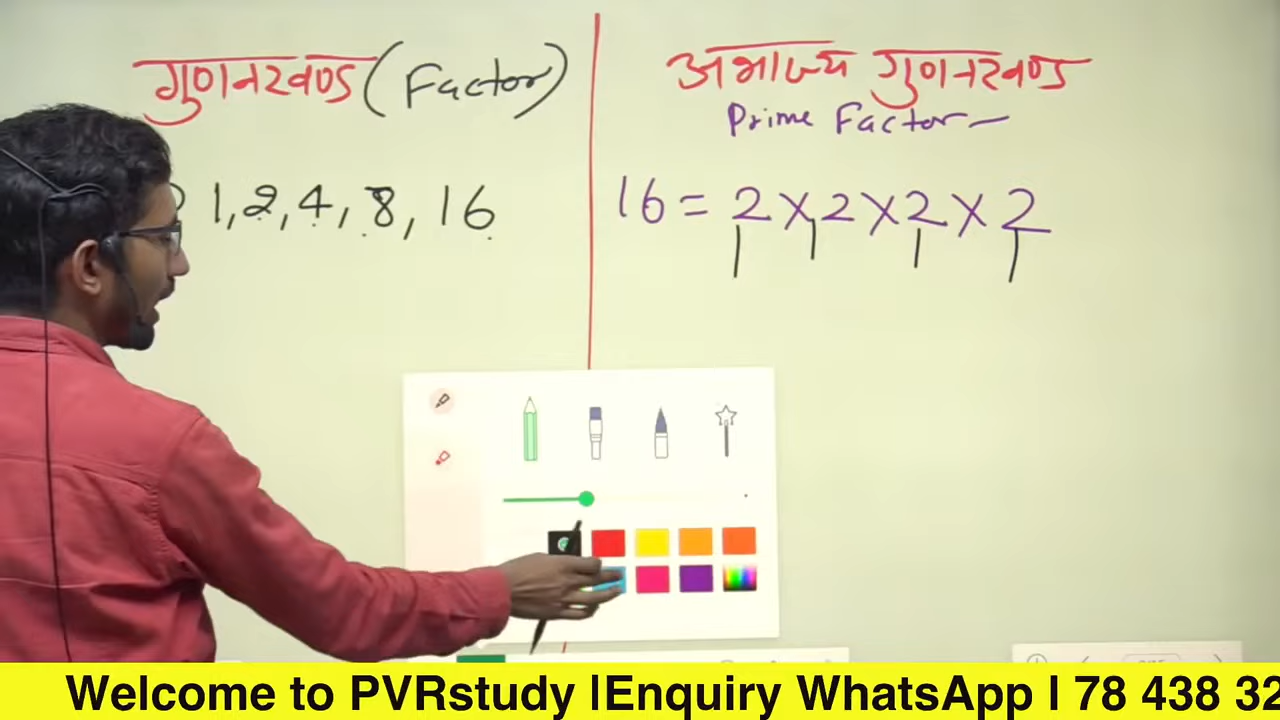 गुणनखण्ड (Factor)
1, 2, 4, 8, 16
अभाज्य गुणनखण्ड
Prime Factor –
16 = 2 × 2 × 2 × 2
Welcome to PVRstudy |Enquiry WhatsApp I 78 438 32